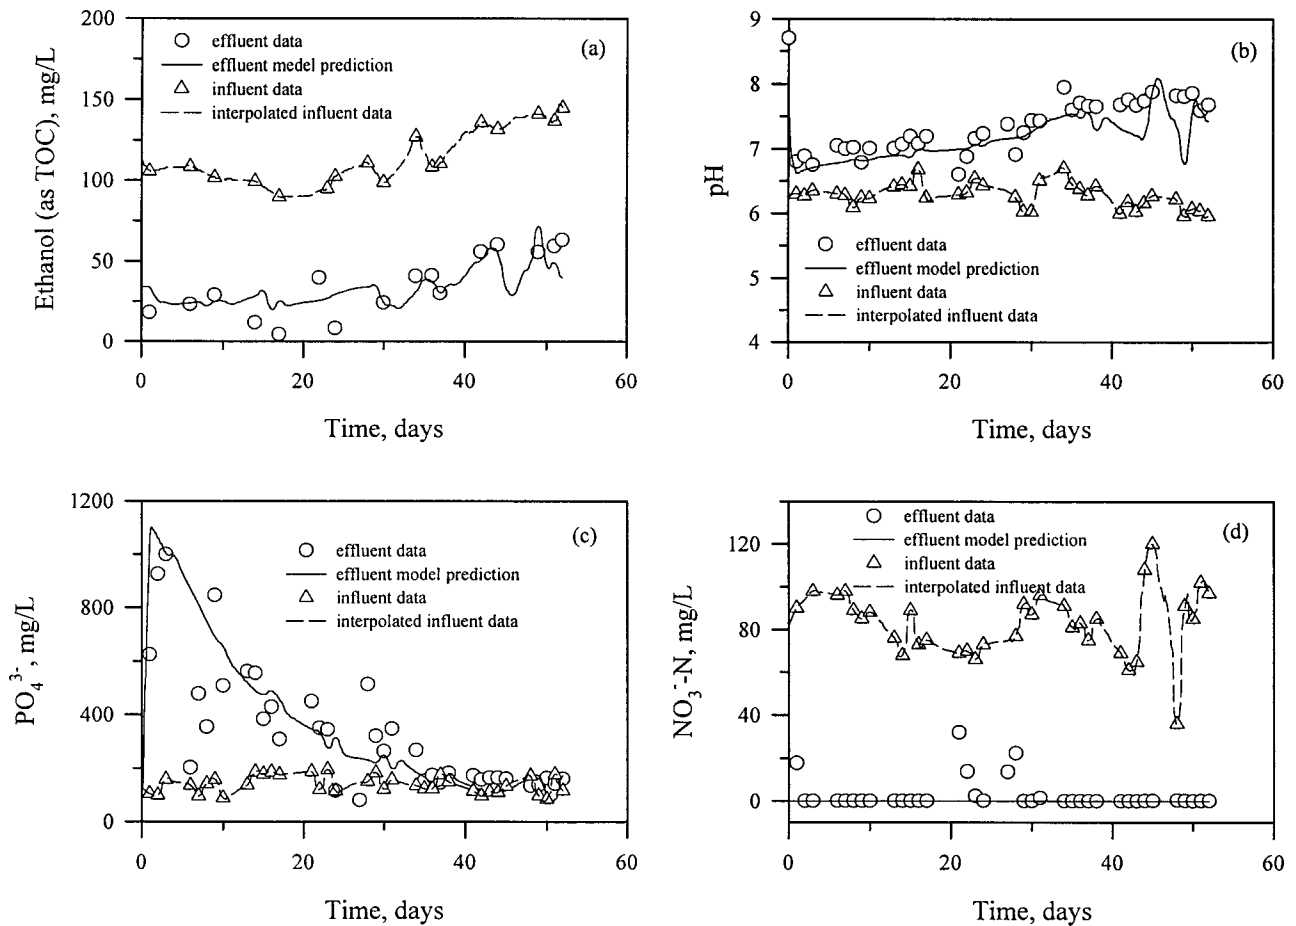 200
150
100
50
0
Ethanol (as TOC), mg/L
effluent data
effluent medel prediction
influent data
interpolated influent data
(a)
0 20 40 60
Time, days
9
8
7
6
5
4
pH
(b)
effluent data
effluent model prediction
influent data
interpolated influent data
0 20 40 60
Time, days
1200
800
400
0
PO₄³⁻, mg/L
(c)
effluent data
effluent model prediction
influent data
interpolated influent data
0 20 40 60
Time, days
120
80
40
0
NO₃⁻-N, mg/L
effluent data
effluent model prediction
influent data
interpolated influent data
(d)
0 20 40 60
Time, days